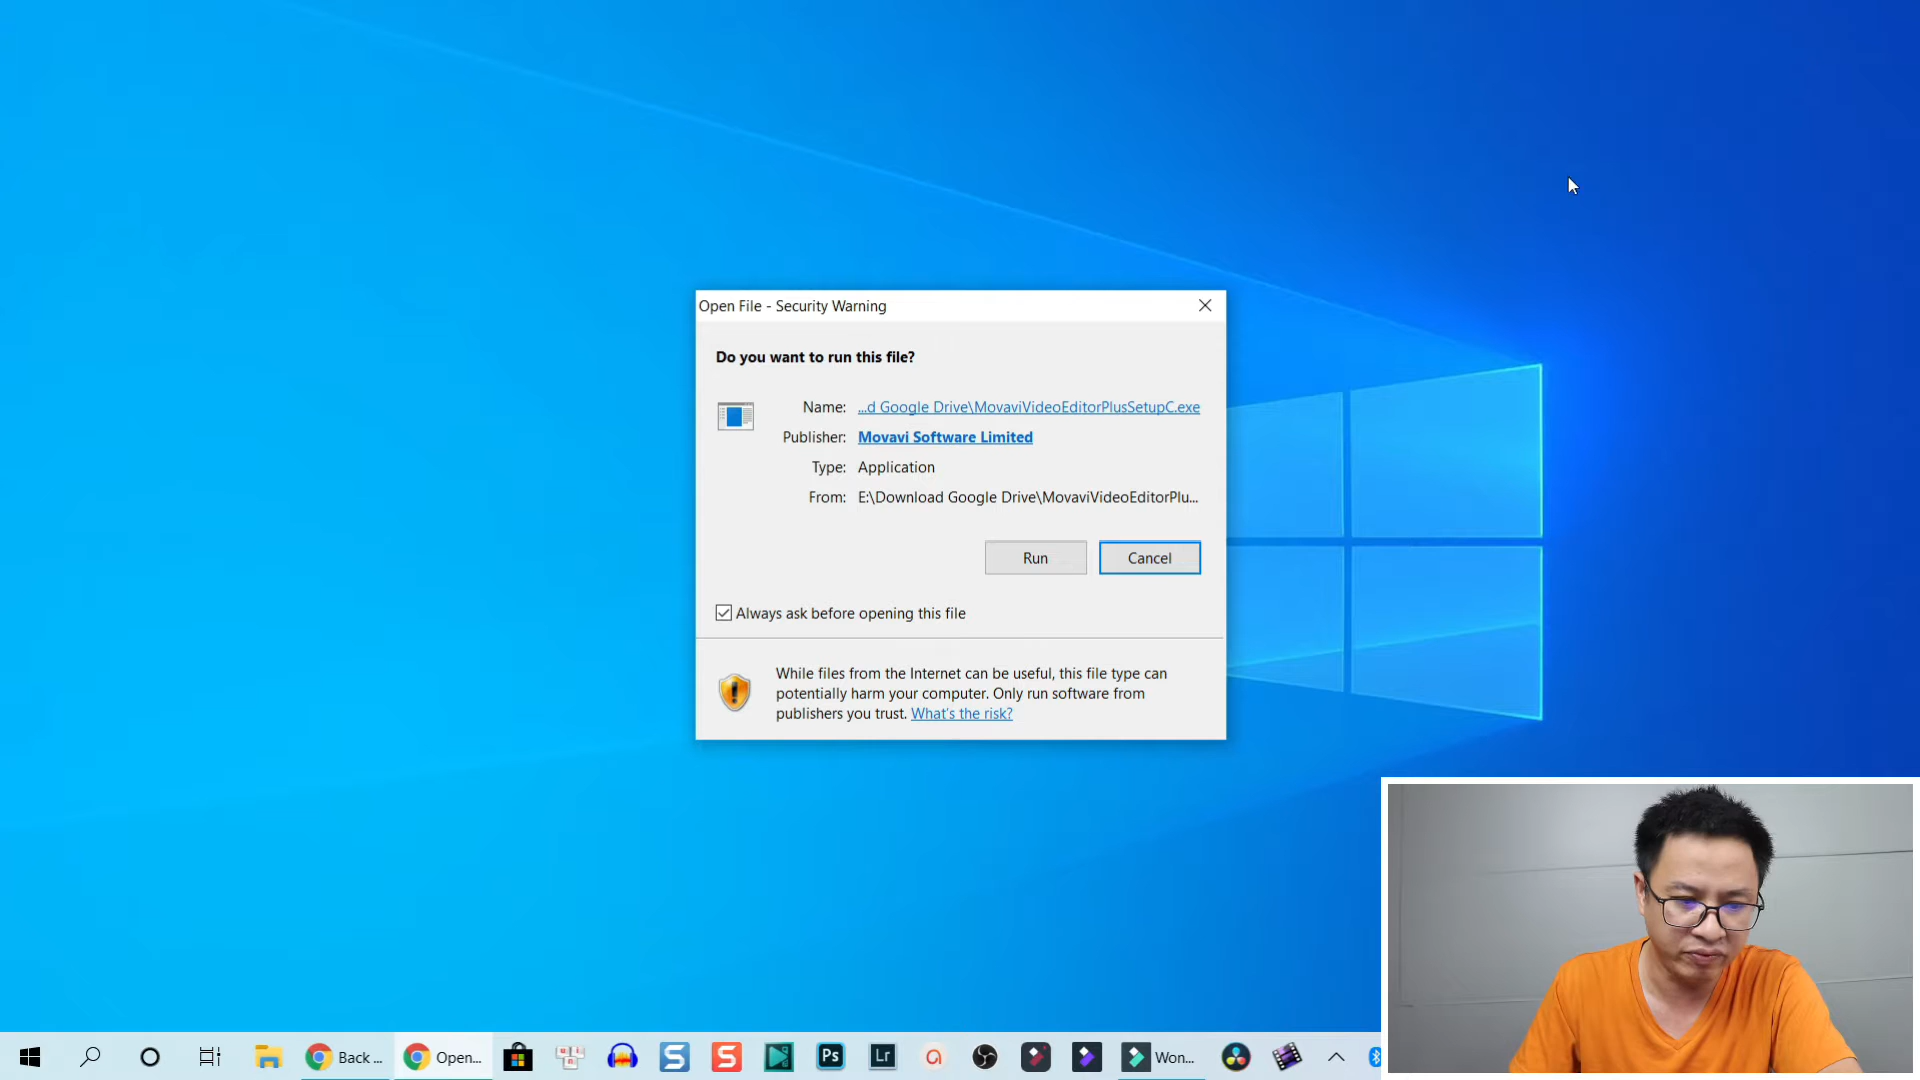 Open File - Security Warning
Do you want to run this file?
Name: ...d Google Drive\MovaviVideoEditorPlusSetupC.exe
Publisher: Movavi Software Limited
Type: Application
From: E:\Download Google Drive\MovaviVideoEditorPlu...
Run Cancel
Always ask before opening this file
While files from the Internet can be useful, this file type can
potentially harm your computer. Only run software from
publishers you trust. What's the risk?
Back ... Open... S S Ps Lr a Won...